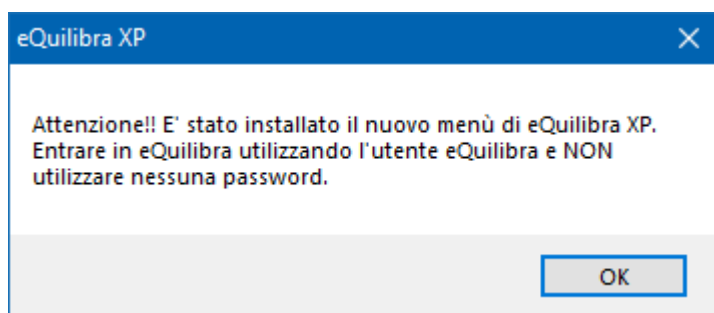 eQuilibra XP
Attenzione!! E' stato installato il nuovo menù di eQuilibra XP.
Entrare in eQuilibra utilizzando l'utente eQuilibra e NON
utilizzare nessuna password.
OK